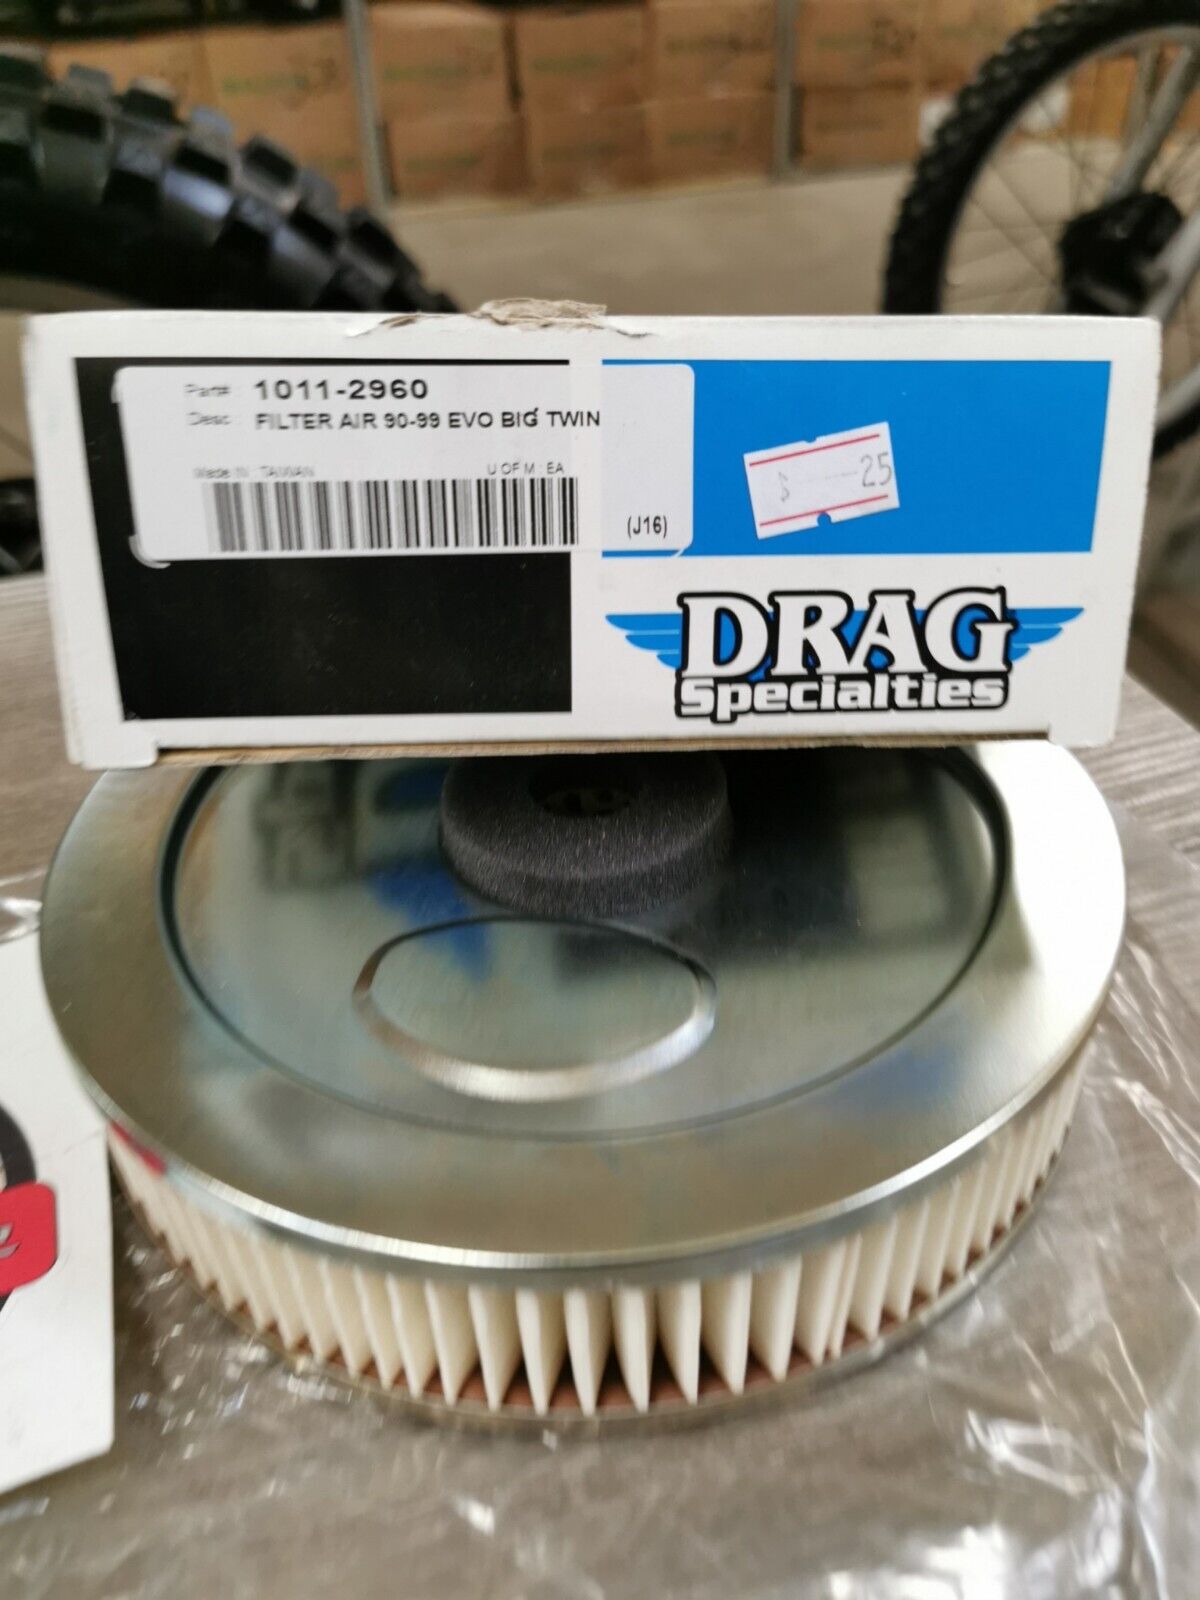 Part# : 1011-2960
Desc : FILTER AIR 90-99 EVO BIG TWIN
Made IN : TAIWAN U OF M : EA
(J16)
$ 25
DRAG
Specialties